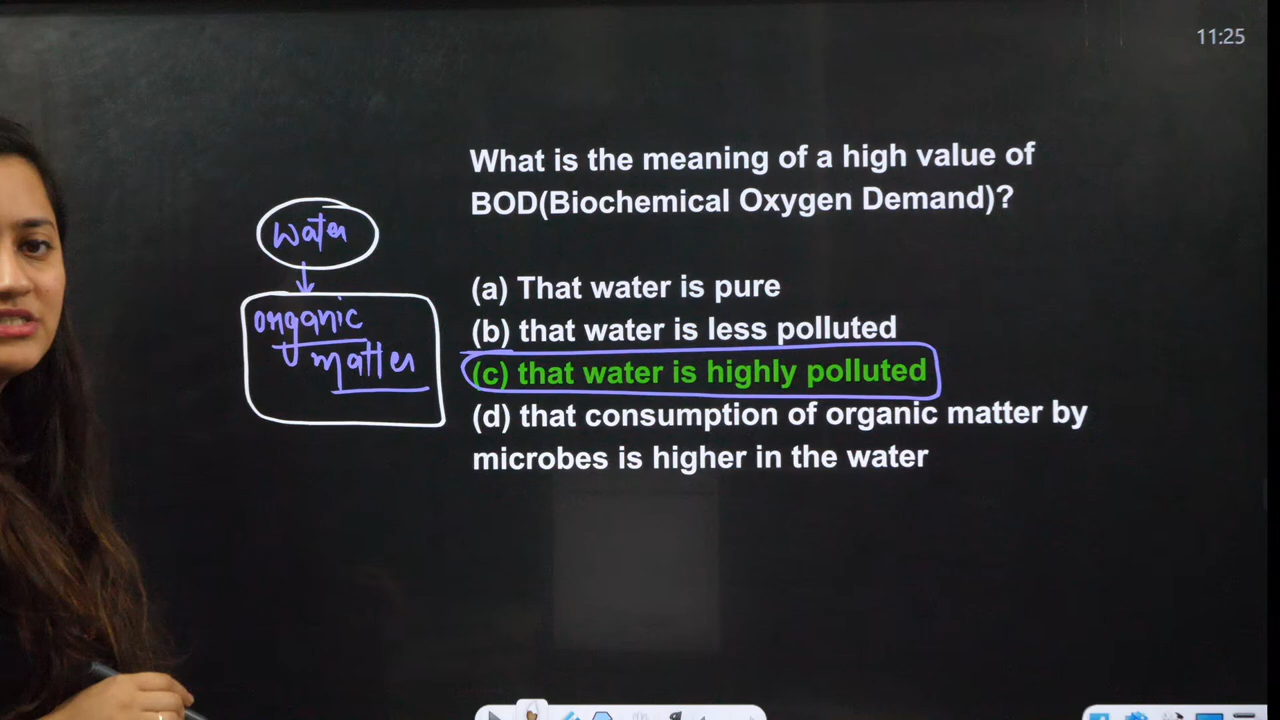 11:25
What is the meaning of a high value of
BOD(Biochemical Oxygen Demand)?
water
organic
matter
(a) That water is pure
(b) that water is less polluted
(c) that water is highly polluted
(d) that consumption of organic matter by
microbes is higher in the water